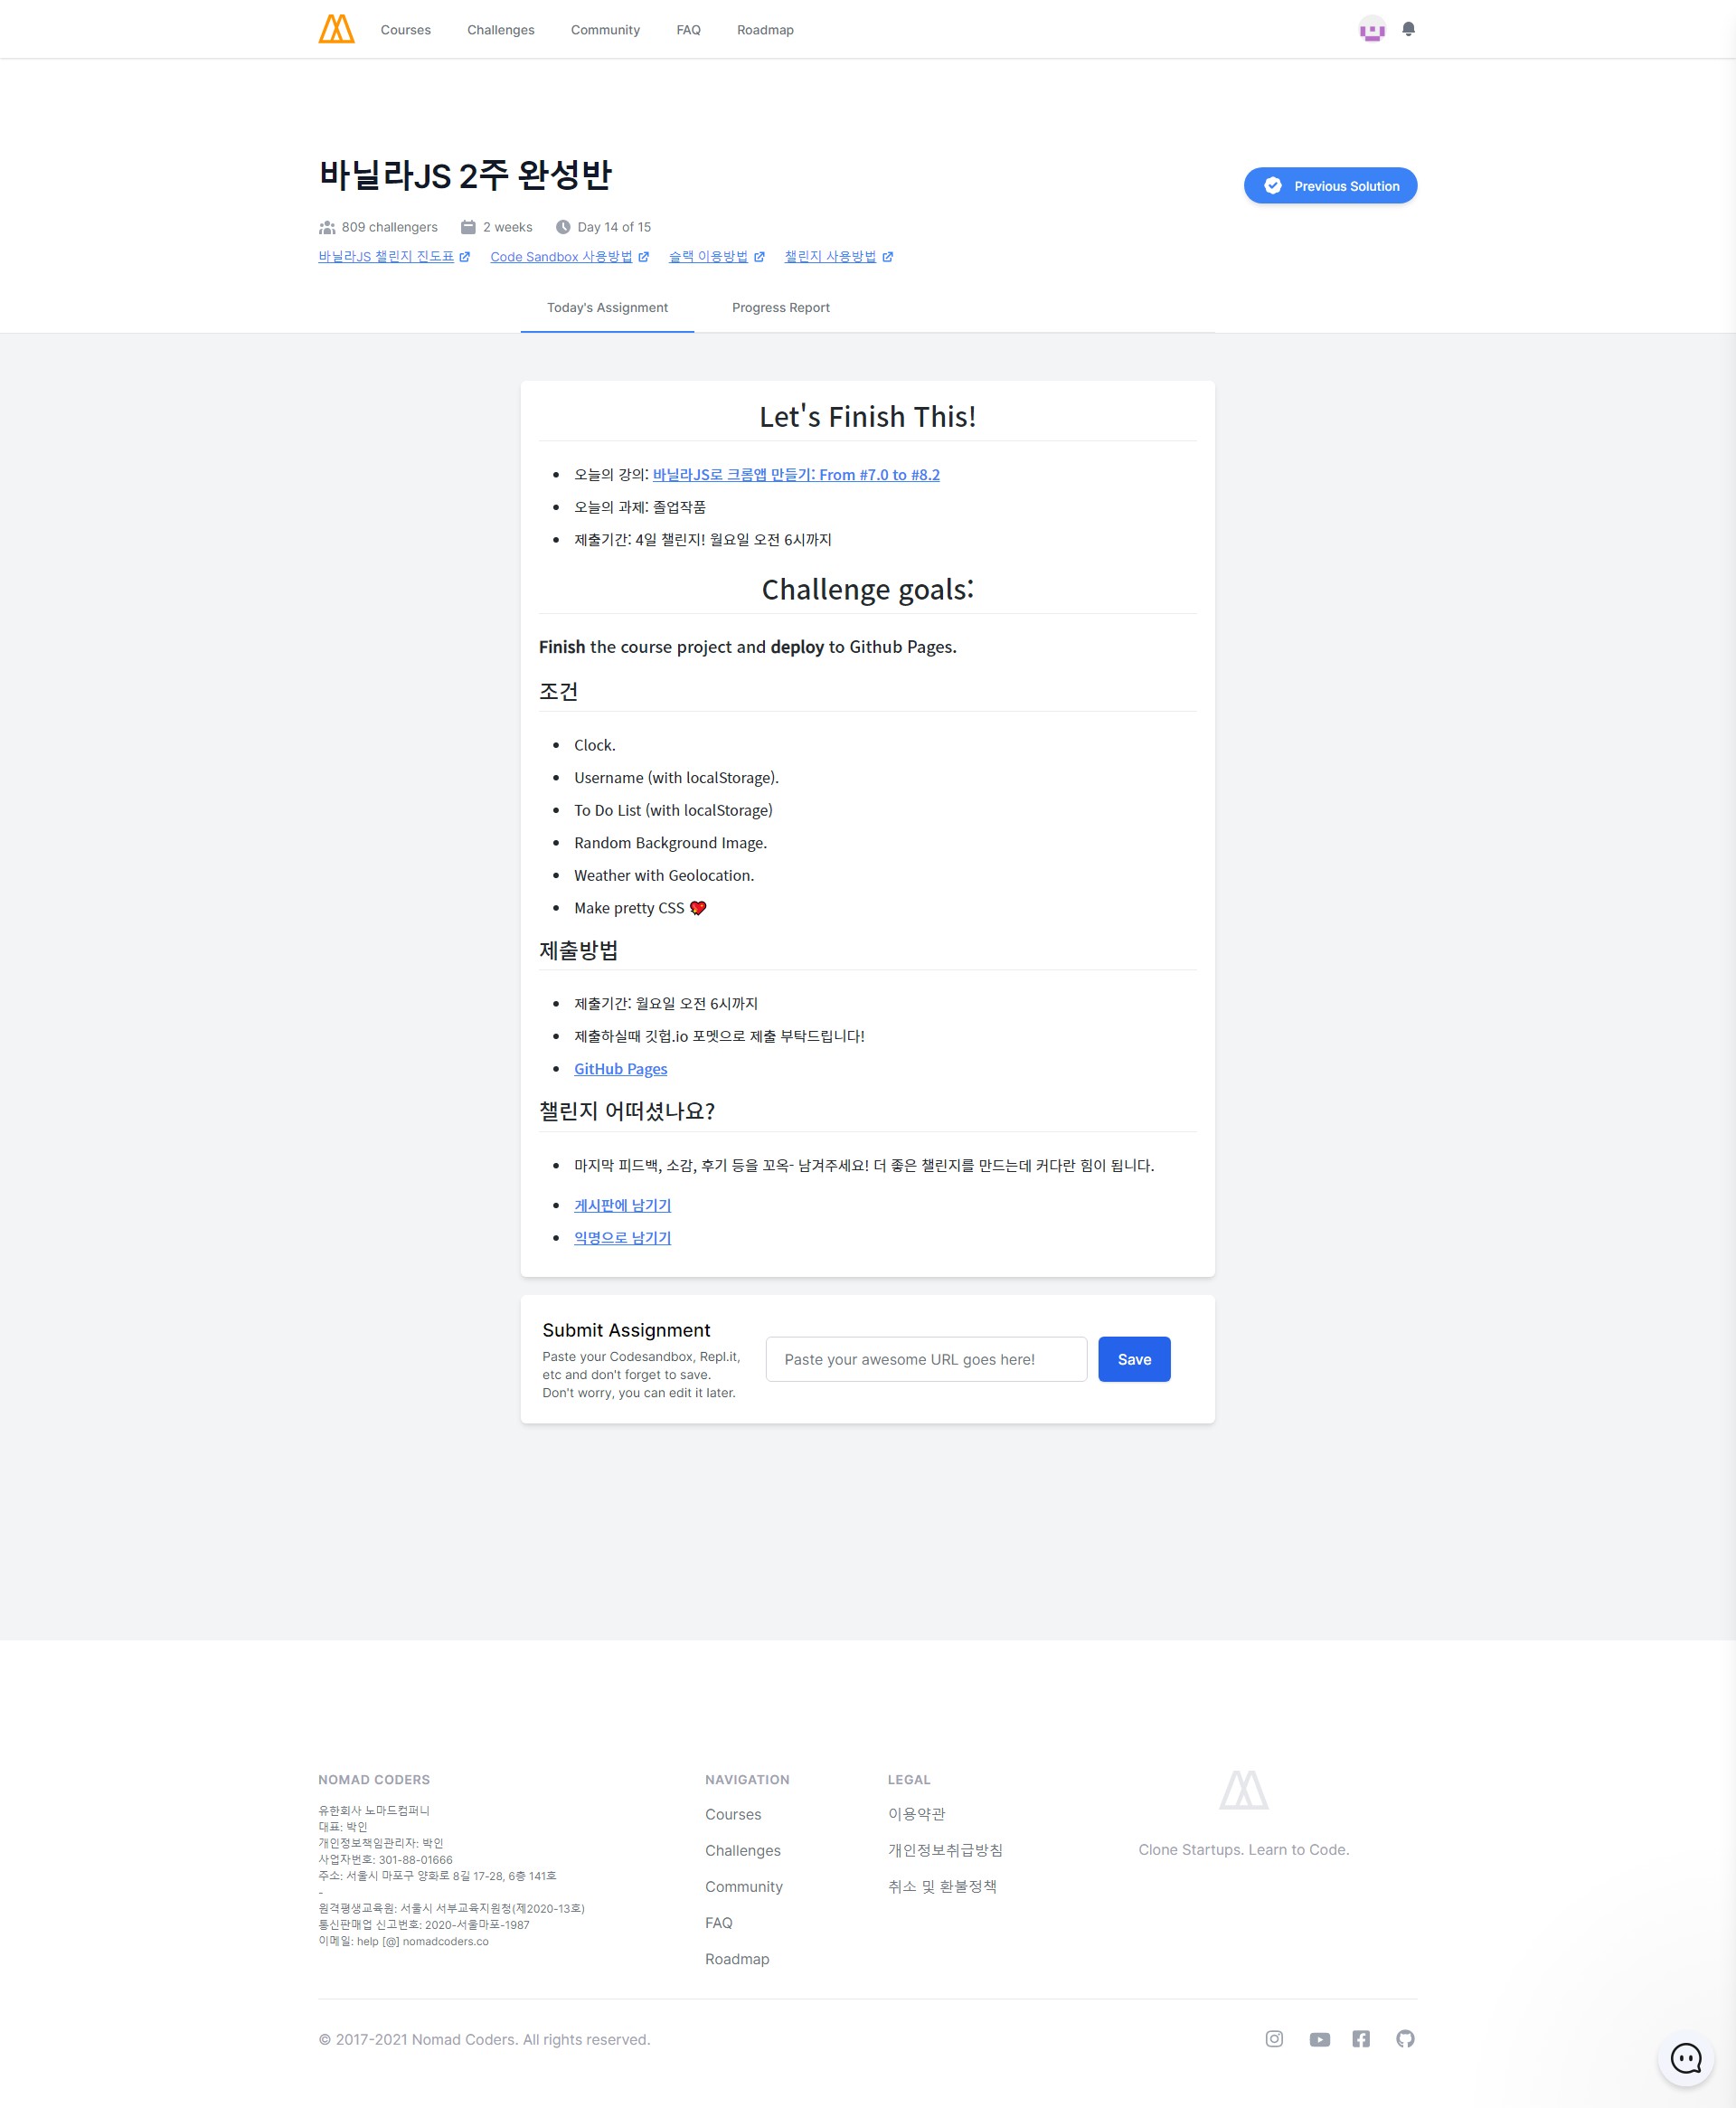 Courses Challenges Community FAQ Roadmap
바닐라JS 2주 완성반
Previous Solution
809 challengers 2 weeks Day 14 of 15
바닐라JS 챌린지 진도표 Code Sandbox 사용방법 슬랙 이용방법 챌린지 사용방법
Today's Assignment Progress Report
Let's Finish This!
오늘의 강의: 바닐라JS로 크롬앱 만들기: From #7.0 to #8.2
오늘의 과제: 졸업작품
제출기간: 4일 챌린지! 월요일 오전 6시까지
Challenge goals:
Finish the course project and deploy to Github Pages.
조건
Clock.
Username (with localStorage).
To Do List (with localStorage)
Random Background Image.
Weather with Geolocation.
Make pretty CSS 💖
제출방법
제출기간: 월요일 오전 6시까지
제출하실때 깃헙.io 포멧으로 제출 부탁드립니다!
GitHub Pages
챌린지 어떠셨나요?
마지막 피드백, 소감, 후기 등을 꼬옥- 남겨주세요! 더 좋은 챌린지를 만드는데 커다란 힘이 됩니다.
게시판에 남기기
익명으로 남기기
Submit Assignment
Paste your Codesandbox, Repl.it,
etc and don't forget to save.
Don't worry, you can edit it later.
Paste your awesome URL goes here!
Save
NOMAD CODERS
유한회사 노마드컴퍼니
대표: 박인
개인정보책임관리자: 박인
사업자번호: 301-88-01666
주소: 서울시 마포구 양화로 8길 17-28, 6층 141호
-
원격평생교육원: 서울시 서부교육지원청(제2020-13호)
통신판매업 신고번호: 2020-서울마포-1987
이메일: help [@] nomadcoders.co
NAVIGATION
Courses
Challenges
Community
FAQ
Roadmap
LEGAL
이용약관
개인정보취급방침
취소 및 환불정책
Clone Startups. Learn to Code.
© 2017-2021 Nomad Coders. All rights reserved.